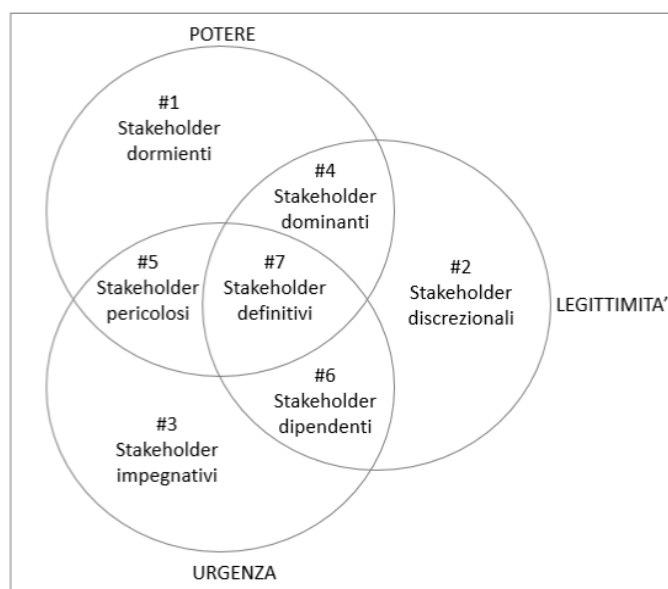 POTERE
#1
Stakeholder
dormienti
#4
Stakeholder
dominanti
#5
Stakeholder
pericolosi
#7
Stakeholder
definitivi
#2
Stakeholder
discrezionali
LEGITTIMITA’
#6
Stakeholder
dipendenti
#3
Stakeholder
impegnativi
URGENZA